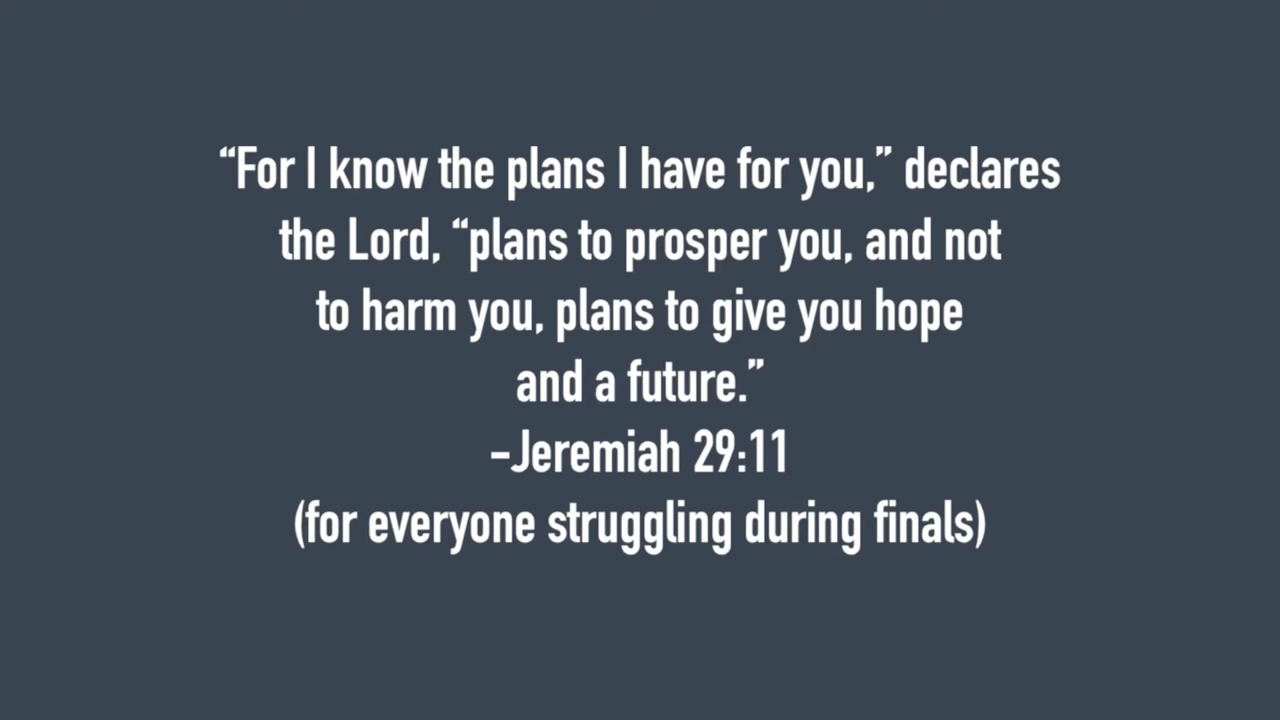 “For I know the plans I have for you,” declares
the Lord, “plans to prosper you, and not
to harm you, plans to give you hope
and a future.”
–Jeremiah 29:11
(for everyone struggling during finals)